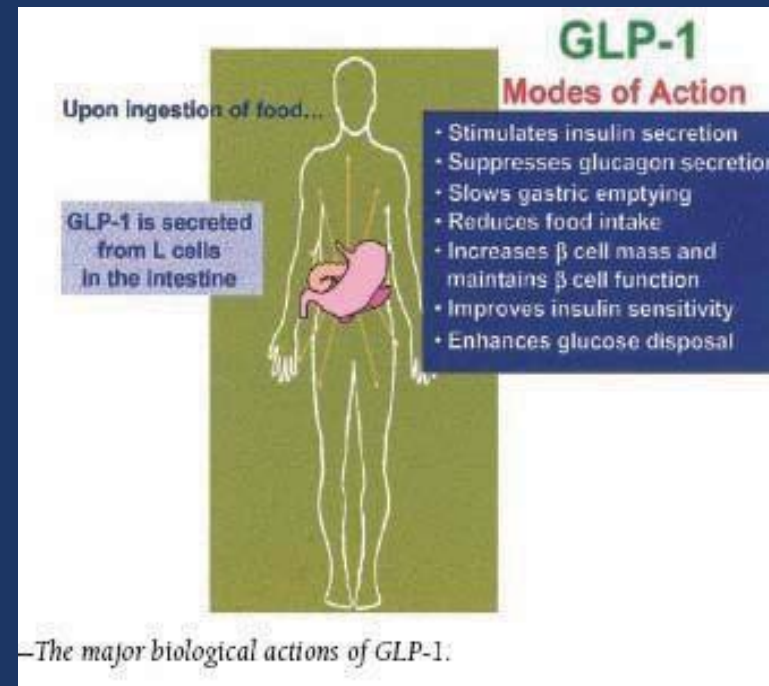 GLP-1
Modes of Action
Upon ingestion of food...
GLP-1 is secreted
from L cells
in the intestine
• Stimulates insulin secretion
• Suppresses glucagon secretion
• Slows gastric emptying
• Reduces food intake
• Increases β cell mass and
maintains β cell function
• Improves insulin sensitivity
• Enhances glucose disposal
—The major biological actions of GLP-1.